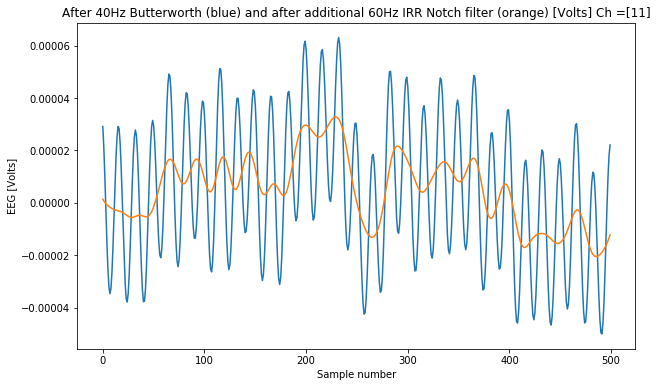 After 40Hz Butterworth (blue) and after additional 60Hz IRR Notch filter (orange) [Volts] Ch =[11]
0.00006
0.00004
0.00002
0.00000
−0.00002
−0.00004
EEG [Volts]
0 100 200 300 400 500
Sample number